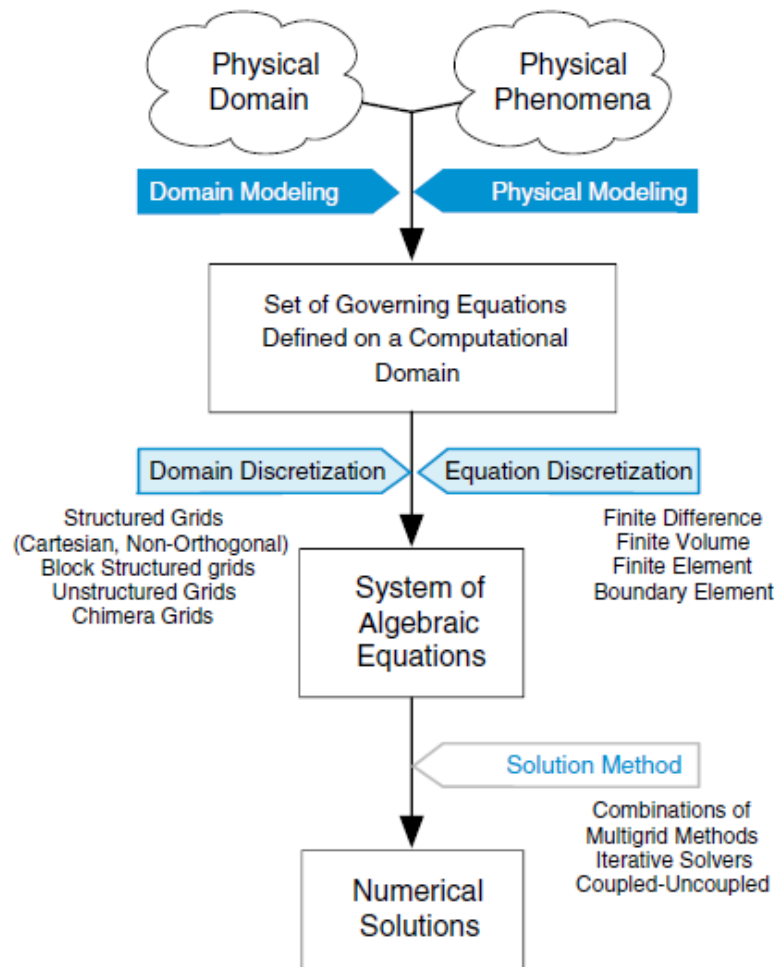 Physical
Domain
Physical
Phenomena
Domain Modeling
Physical Modeling
Set of Governing Equations
Defined on a Computational
Domain
Domain Discretization
Equation Discretization
Structured Grids
(Cartesian, Non-Orthogonal)
Block Structured grids
Unstructured Grids
Chimera Grids
Finite Difference
Finite Volume
Finite Element
Boundary Element
System of
Algebraic
Equations
Solution Method
Combinations of
Multigrid Methods
Iterative Solvers
Coupled-Uncoupled
Numerical
Solutions